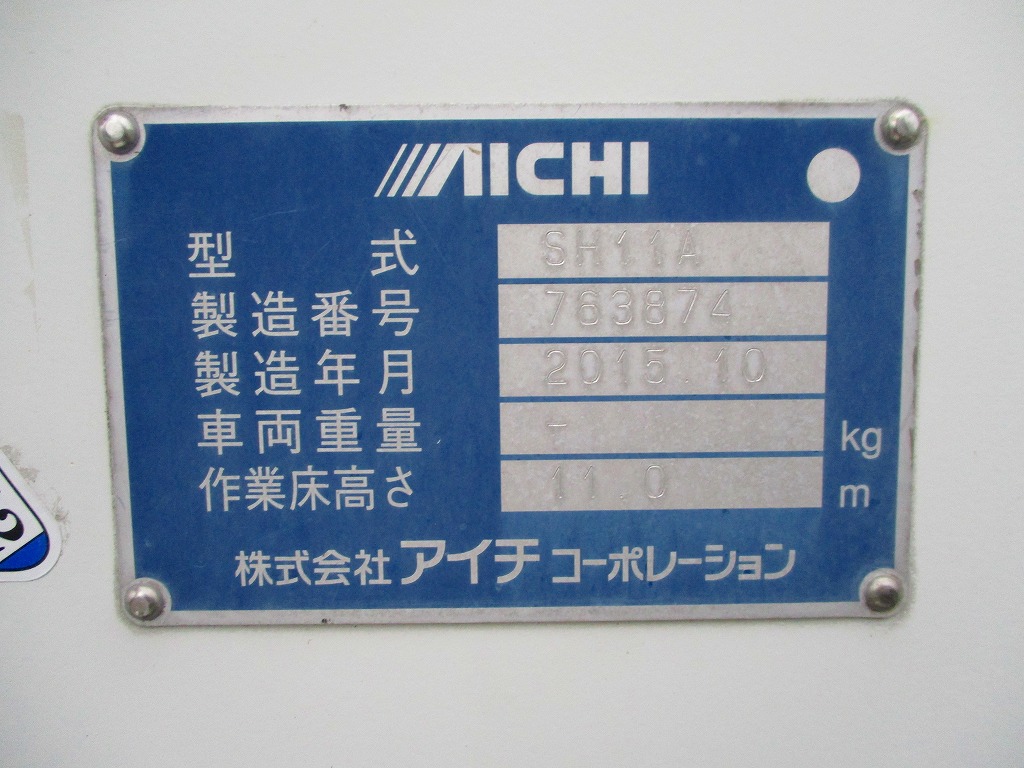 AICHI
型式 SH11A
製造番号 763874
製造年月 2015.10
車両重量 - kg
作業床高さ 11.0 m
株式会社アイチコーポレーション